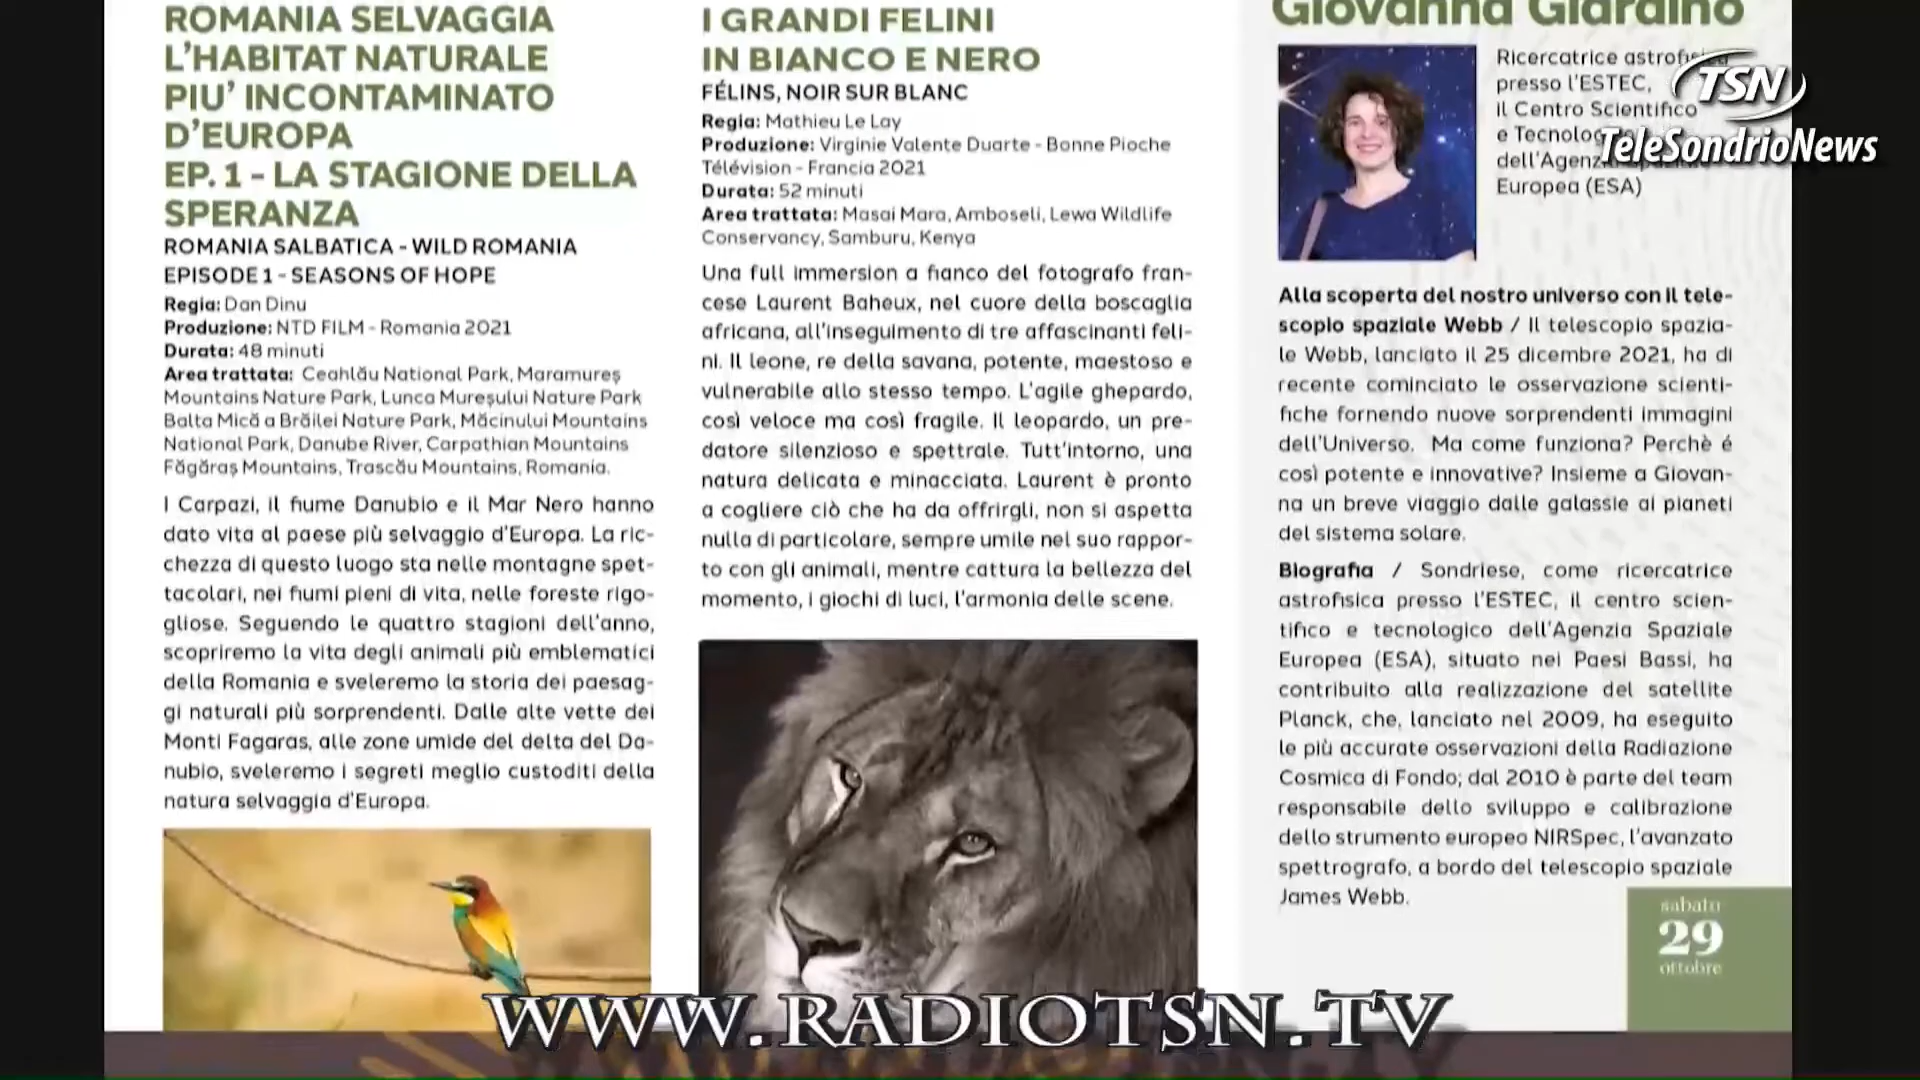 ROMANIA SELVAGGIA
L'HABITAT NATURALE
PIU' INCONTAMINATO
D'EUROPA
EP. 1 - LA STAGIONE DELLA
SPERANZA
ROMANIA SALBATICA - WILD ROMANIA
EPISODE 1 - SEASONS OF HOPE
Regia: Dan Dinu
Produzione: NTD FILM - Romania 2021
Durata: 48 minuti
Area trattata: Ceahlău National Park, Maramureș
Mountains Nature Park, Lunca Mureșului Nature Park
Balta Mică a Brăilei Nature Park, Măcinului Mountains
National Park, Danube River, Carpathian Mountains
Făgăraș Mountains, Trascău Mountains, Romania.
I Carpazi, il fiume Danubio e il Mar Nero hanno
dato vita al paese più selvaggio d'Europa. La ric-
chezza di questo luogo sta nelle montagne spet-
tacolari, nei fiumi pieni di vita, nelle foreste rigo-
gliose. Seguendo le quattro stagioni dell'anno,
scopriremo la vita degli animali più emblematici
della Romania e sveleremo la storia dei paesag-
gi naturali più sorprendenti. Dalle alte vette dei
Monti Fagaras, alle zone umide del delta del Da-
nubio, sveleremo i segreti meglio custoditi della
natura selvaggia d'Europa.
I GRANDI FELINI
IN BIANCO E NERO
FÉLINS, NOIR SUR BLANC
Regia: Mathieu Le Lay
Produzione: Virginie Valente Duarte - Bonne Pioche
Télévision - Francia 2021
Durata: 52 minuti
Area trattata: Masai Mara, Amboseli, Lewa Wildlife
Conservancy, Samburu, Kenya
Una full immersion a fianco del fotografo fran-
cese Laurent Baheux, nel cuore della boscaglia
africana, all'inseguimento di tre affascinanti feli-
ni. Il leone, re della savana, potente, maestoso e
vulnerabile allo stesso tempo. L'agile ghepardo,
così veloce ma così fragile. Il leopardo, un pre-
datore silenzioso e spettrale. Tutt'intorno, una
natura delicata e minacciata. Laurent è pronto
a cogliere ciò che ha da offrirgli, non si aspetta
nulla di particolare, sempre umile nel suo rappor-
to con gli animali, mentre cattura la bellezza del
momento, i giochi di luci, l'armonia delle scene.
Giovanna Giardino
Ricercatrice
presso l'ESTEC,
il Centro Scientifico
e
Europea (ESA)
Alla scoperta del nostro universo con il tele-
scopio spaziale Webb / Il telescopio spazia-
le Webb, lanciato il 25 dicembre 2021, ha di
recente cominciato le osservazione scienti-
fiche fornendo nuove sorprendenti immagini
dell'Universo. Ma come funziona? Perchè é
così potente e innovative? Insieme a Giovan-
na un breve viaggio dalle galassie ai pianeti
del sistema solare.
Biografia / Sondriese, come ricercatrice
astrofisica presso l'ESTEC, il centro scien-
tifico e tecnologico dell'Agenzia Spaziale
Europea (ESA), situato nei Paesi Bassi, ha
contribuito alla realizzazione del satellite
Planck, che, lanciato nel 2009, ha eseguito
le più accurate osservazioni della Radiazione
Cosmica di Fondo; dal 2010 è parte del team
responsabile dello sviluppo e calibrazione
dello strumento europeo NIRSpec, l'avanzato
spettrografo, a bordo del telescopio spaziale
James Webb.
sabato
29
ottobre
TSN
TeleSondrioNews
WWW.RADIOTSN.TV